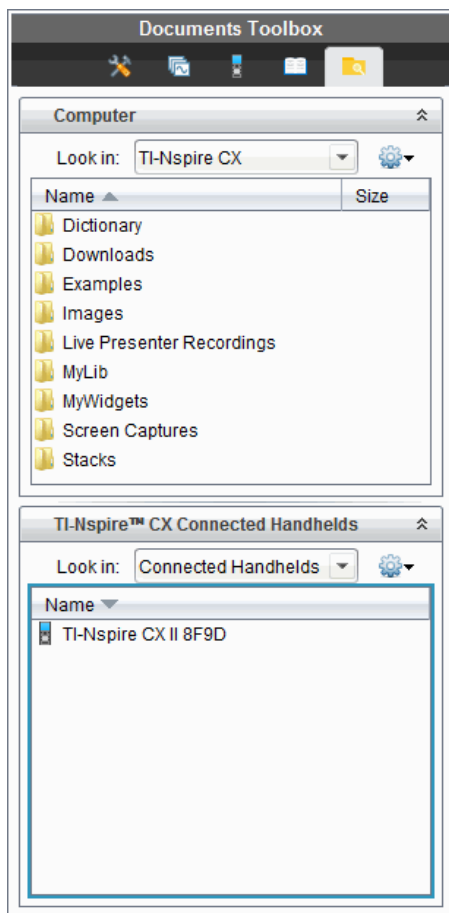 Documents Toolbox
Computer
Look in: TI-Nspire CX
Name Size
Dictionary
Downloads
Examples
Images
Live Presenter Recordings
MyLib
MyWidgets
Screen Captures
Stacks
TI-Nspire™ CX Connected Handhelds
Look in: Connected Handhelds
Name
TI-Nspire CX II 8F9D